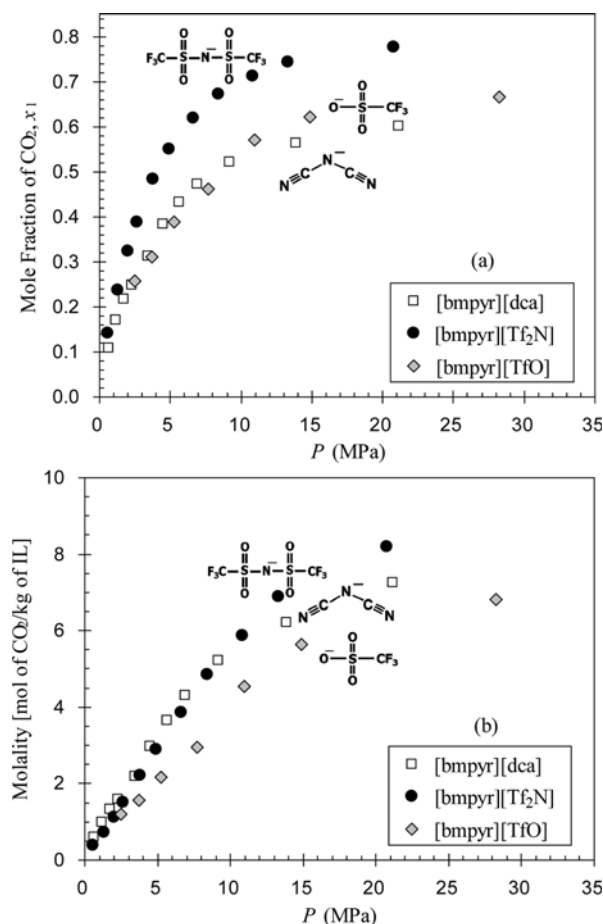 0.8
0.7
0.6
0.5
0.4
0.3
0.2
0.1
0.0
Mole Fraction of CO₂, x₁
O O
F₃C—S—N—S—CF₃
O O
O
O—S—CF₃
O
N
C C
N N
(a)
[bmpyr][dca]
[bmpyr][Tf₂N]
[bmpyr][TfO]
0 5 10 15 20 25 30 35
P (MPa)
10
8
6
4
2
0
Molality [mol of CO₂/kg of IL]
O O
F₃C—S—N—S—CF₃
O O
N
C C
N N
O
O—S—CF₃
O
(b)
[bmpyr][dca]
[bmpyr][Tf₂N]
[bmpyr][TfO]
0 5 10 15 20 25 30 35
P (MPa)